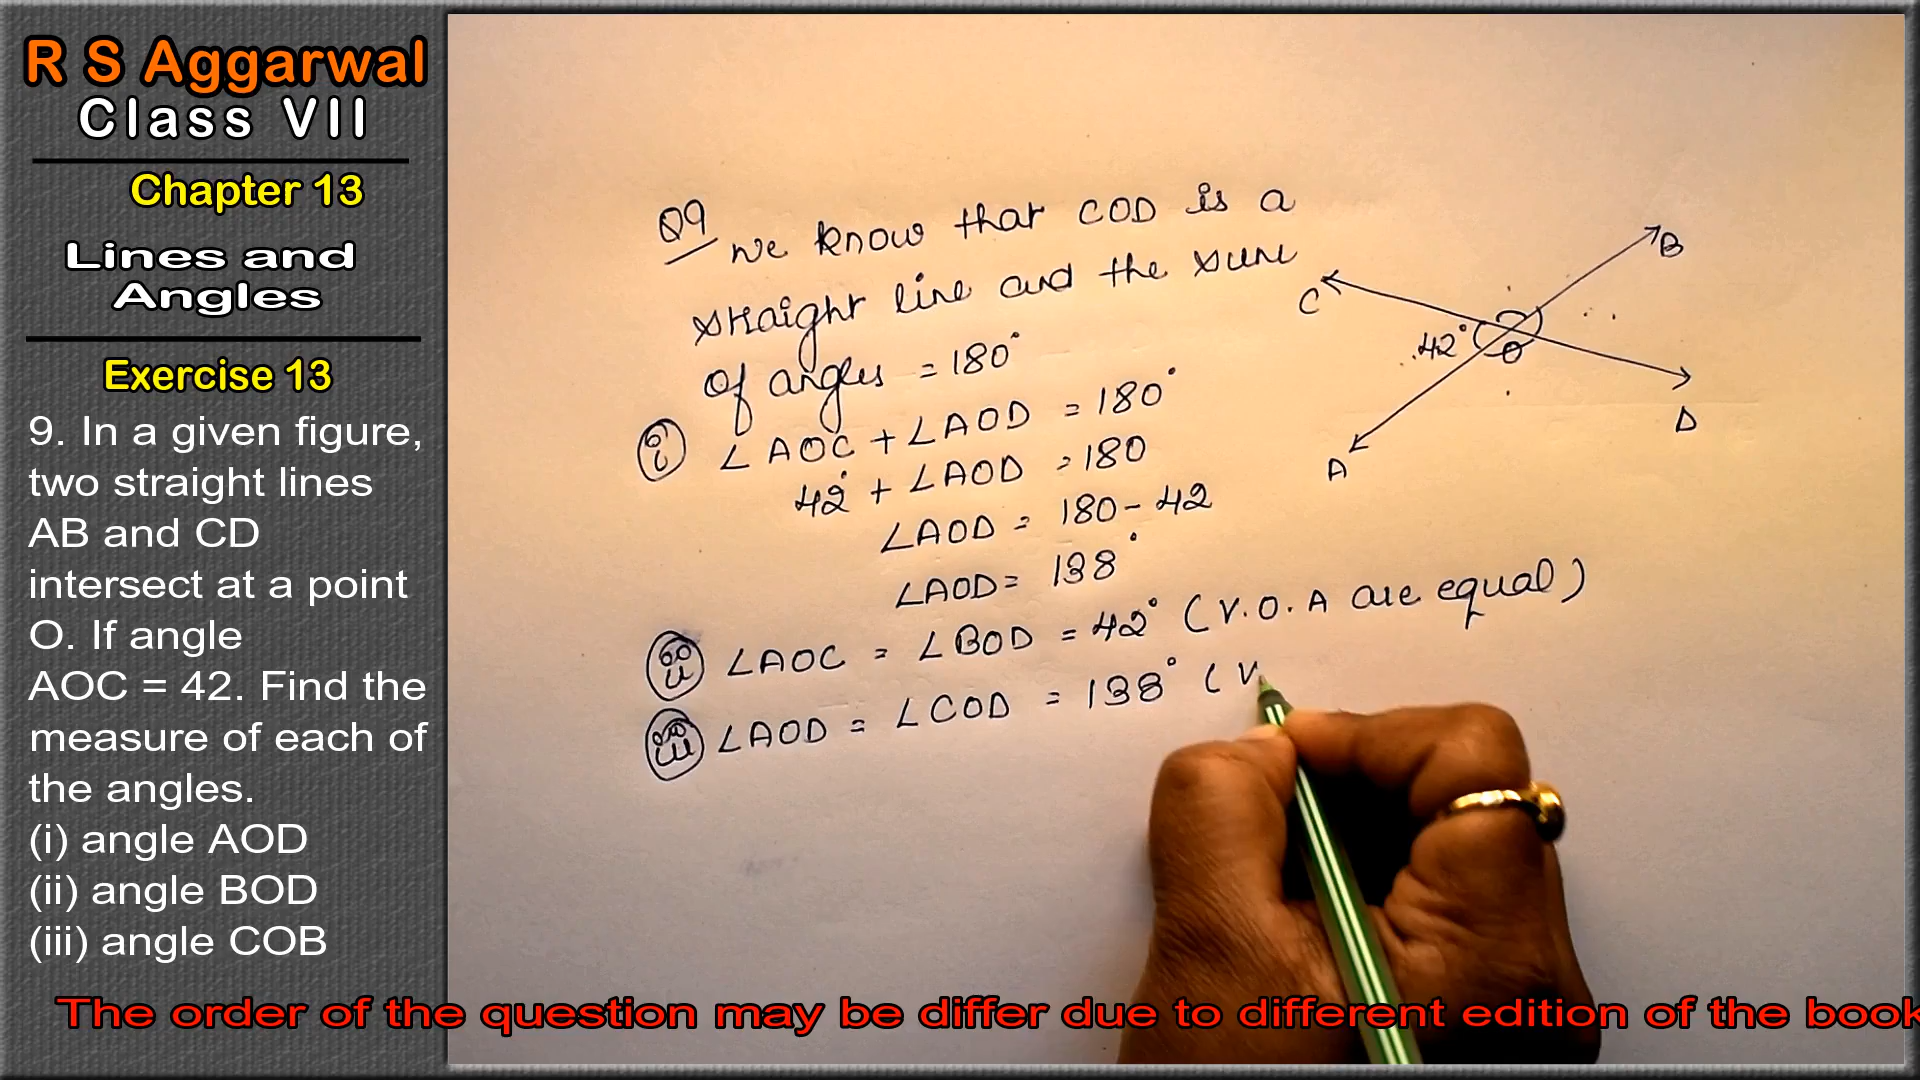 R S Aggarwal
Class VII
Chapter 13
Lines and
Angles
Exercise 13
9. In a given figure,
two straight lines
AB and CD
intersect at a point
O. If angle
AOC = 42. Find the
measure of each of
the angles.
(i) angle AOD
(ii) angle BOD
(iii) angle COB
Q9
we know that COD is a
straight line and the sum
of angles = 180°
(i) ∠AOC + ∠AOD = 180°
42° + ∠AOD = 180
∠AOD = 180 - 42
∠AOD = 138°
(ii) ∠AOC = ∠BOD = 42° (V.O.A are equal)
(iii) ∠AOD = ∠COD = 138° (V
C
B
42°
O
A
D
The order of the question may be differ due to different edition of the book